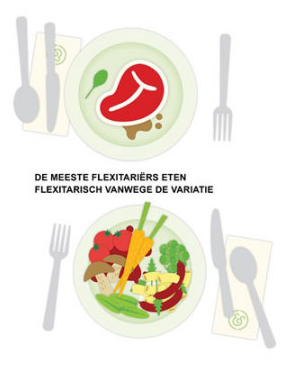 DE MEESTE FLEXITARIËRS ETEN
FLEXITARISCH VANWEGE DE VARIATIE